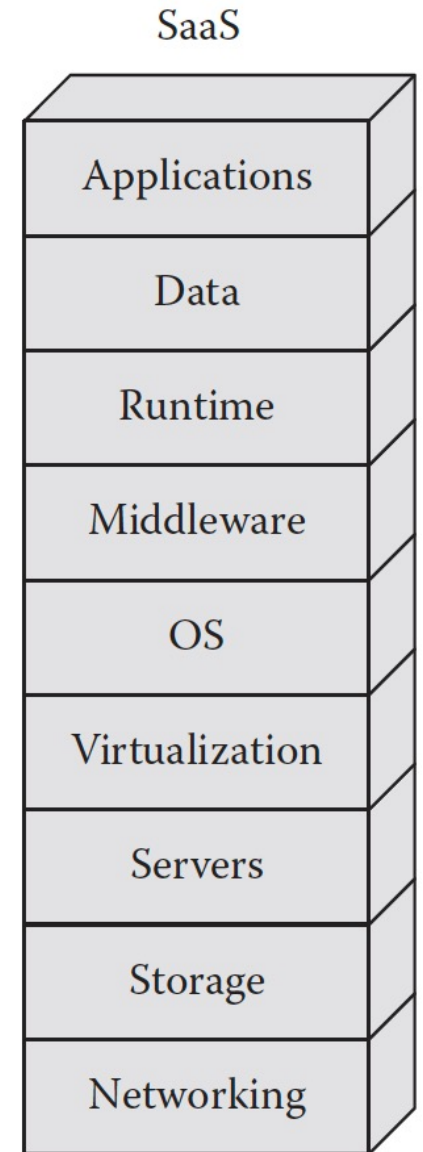 SaaS
Applications
Data
Runtime
Middleware
OS
Virtualization
Servers
Storage
Networking